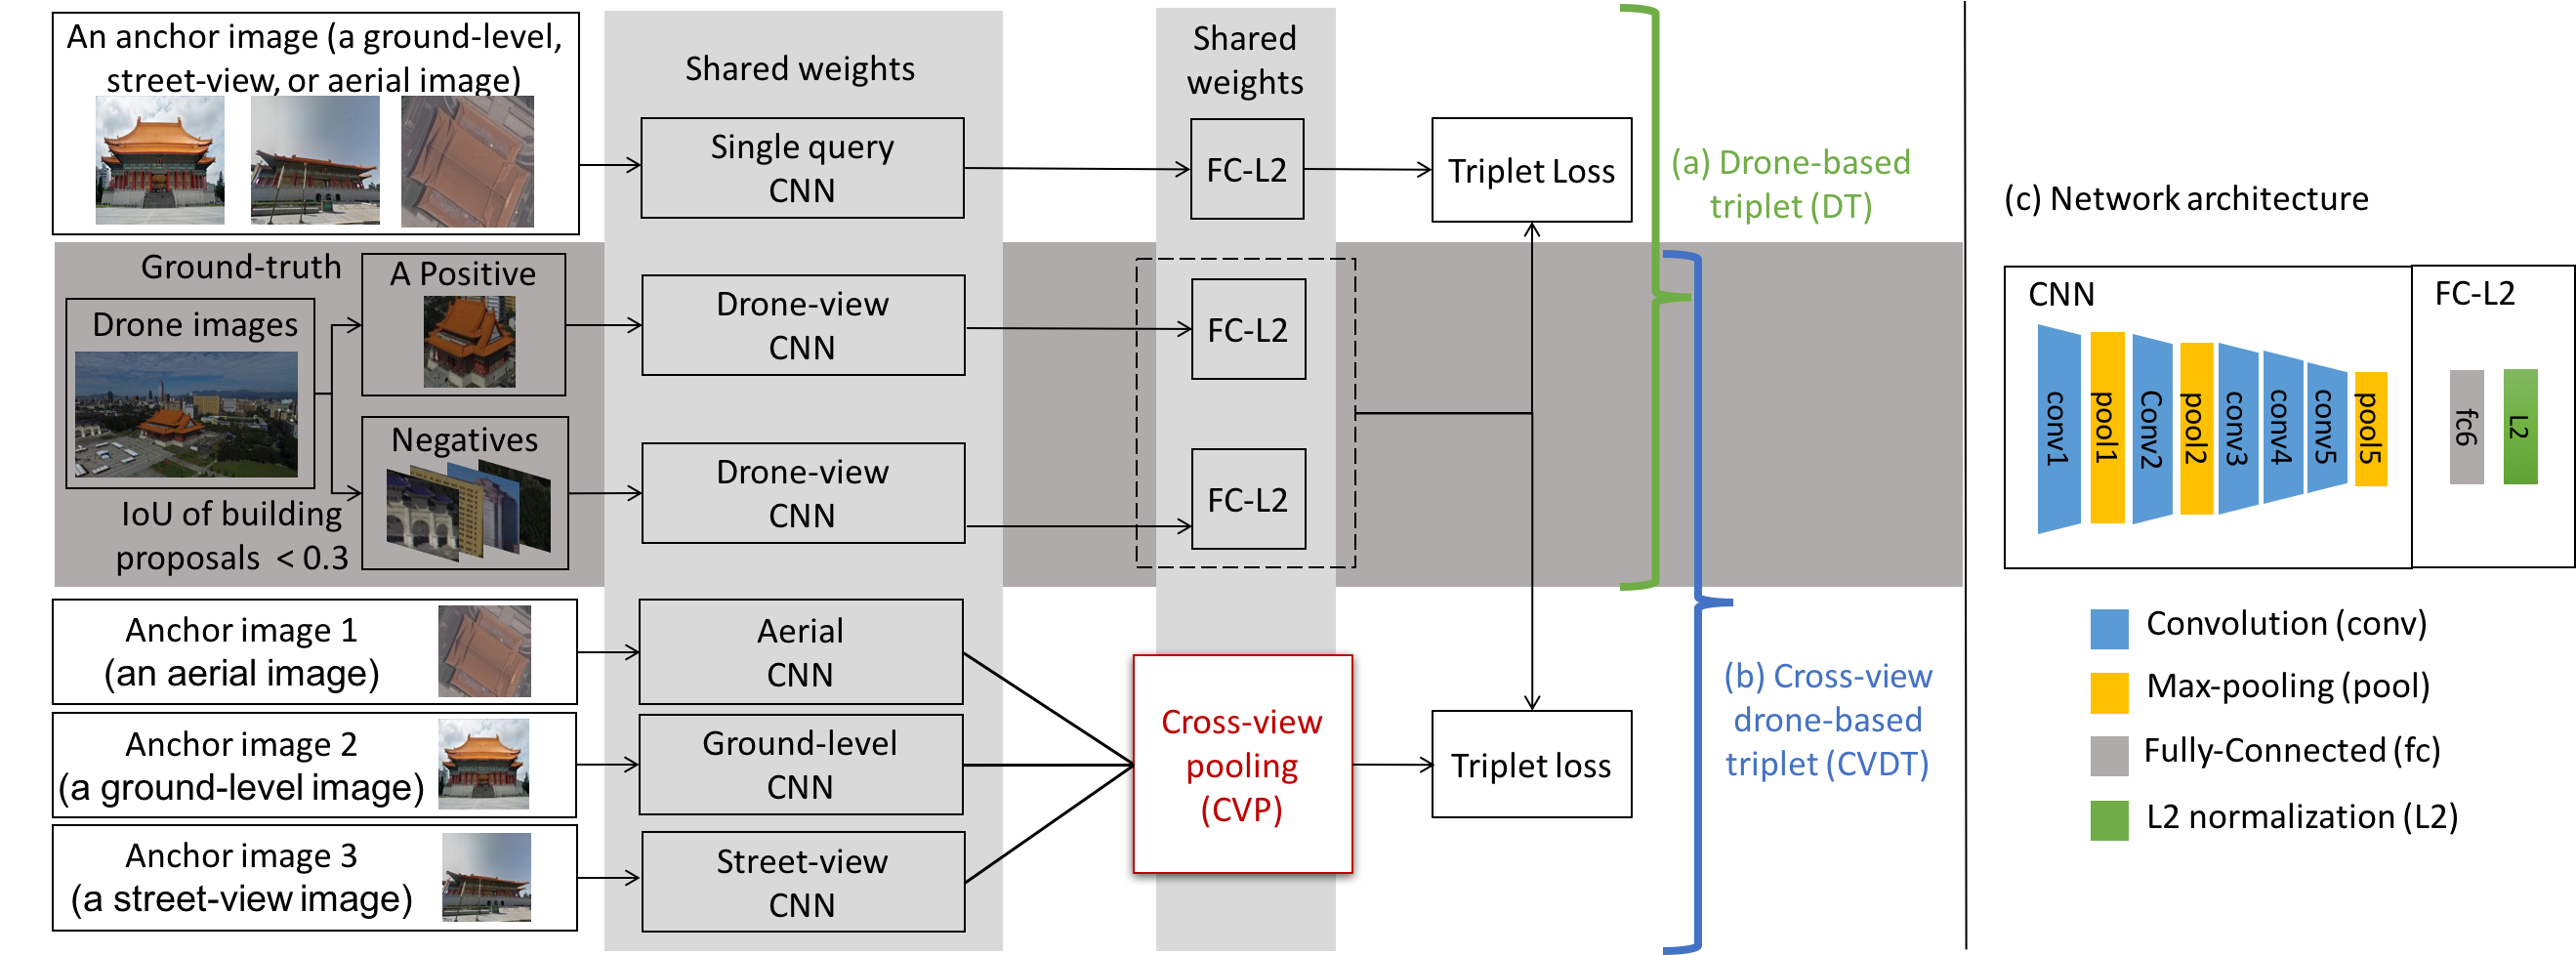 An anchor image (a ground-level,
street-view, or aerial image)
Shared weights
Single query
CNN
Shared
weights
FC-L2
Triplet Loss
(a) Drone-based
triplet (DT)
Ground-truth
Drone images
A Positive
Negatives
IoU of building
proposals < 0.3
Drone-view
CNN
FC-L2
Drone-view
CNN
FC-L2
Anchor image 1
(an aerial image)
Aerial
CNN
Anchor image 2
(a ground-level image)
Ground-level
CNN
Anchor image 3
(a street-view image)
Street-view
CNN
Cross-view
pooling
(CVP)
Triplet loss
(b) Cross-view
drone-based
triplet (CVDT)
(c) Network architecture
CNN
conv1
pool1
Conv2
pool2
conv3
conv4
conv5
pool5
FC-L2
fc6
L2
Convolution (conv)
Max-pooling (pool)
Fully-Connected (fc)
L2 normalization (L2)